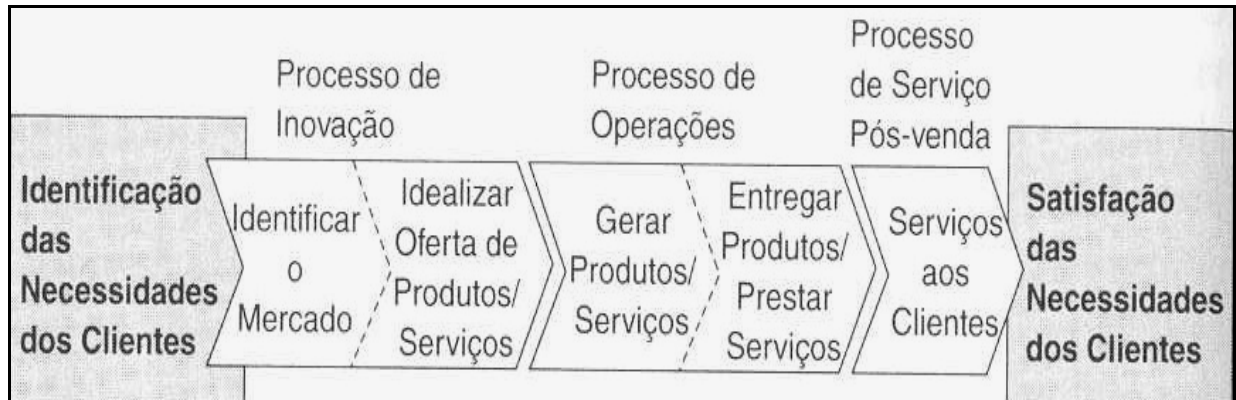 Processo de
Inovação
Processo de
Operações
Processo
de Serviço
Pós-venda
Identificação
das
Necessidades
dos Clientes
Identificar
o
Mercado
Idealizar
Oferta de
Produtos/
Serviços
Gerar
Produtos/
Serviços
Entregar
Produtos/
Prestar
Serviços
Serviços
aos
Clientes
Satisfação
das
Necessidades
dos Clientes